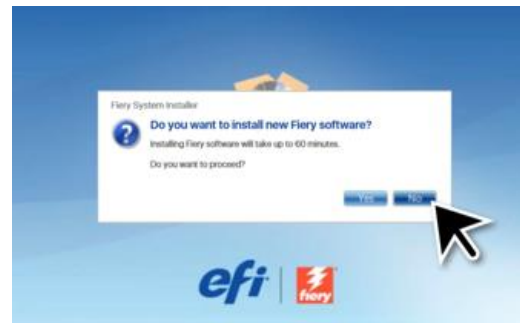 Fiery System Installer
Do you want to install new Fiery software?
Installing Fiery software will take up to 60 minutes.
Do you want to proceed?
Yes No
efi fiery